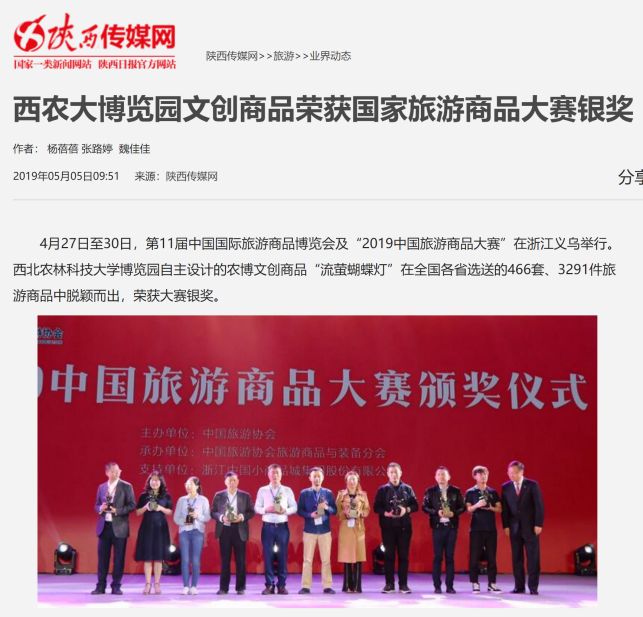 陕西传媒网
国家一类新闻网站 陕西日报官方网站
陕西传媒网>>旅游>>业界动态
西农大博览园文创商品荣获国家旅游商品大赛银奖
作者： 杨蓓蓓 张路婷 魏佳佳
2019年05月05日09:51 来源：陕西传媒网
分享
4月27日至30日，第11届中国国际旅游商品博览会及“2019中国旅游商品大赛”在浙江义乌举行。
西北农林科技大学博览园自主设计的农博文创商品“流萤蝴蝶灯”在全国各省选送的466套、3291件旅
游商品中脱颖而出，荣获大赛银奖。
协会
9中国旅游商品大赛颁奖仪式
主办单位：中国旅游协会
承办单位：中国旅游协会旅游商品与装备分会
支持单位：浙江中国小商品城集团股份有限公司